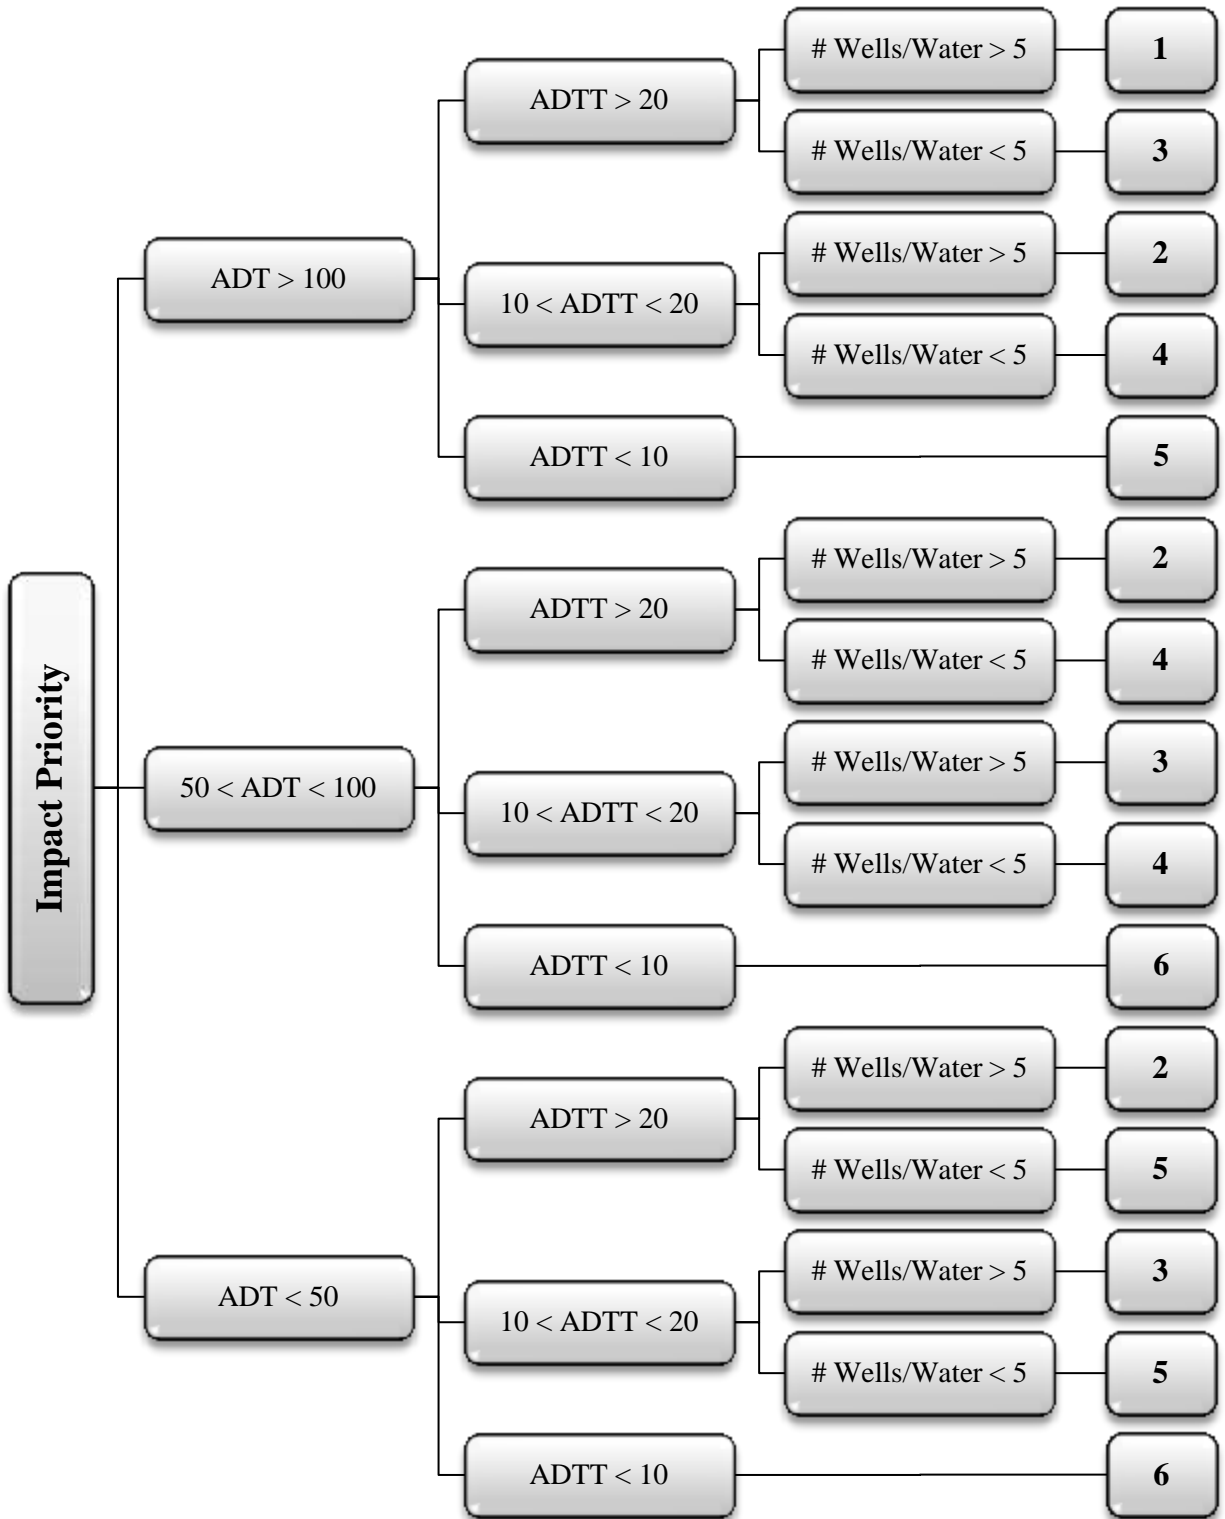 Impact Priority
ADT > 100
ADTT > 20
# Wells/Water > 5
1
# Wells/Water < 5
3
10 < ADTT < 20
# Wells/Water > 5
2
# Wells/Water < 5
4
ADTT < 10
5
50 < ADT < 100
ADTT > 20
# Wells/Water > 5
2
# Wells/Water < 5
4
10 < ADTT < 20
# Wells/Water > 5
3
# Wells/Water < 5
4
ADTT < 10
6
ADT < 50
ADTT > 20
# Wells/Water > 5
2
# Wells/Water < 5
5
10 < ADTT < 20
# Wells/Water > 5
3
# Wells/Water < 5
5
ADTT < 10
6